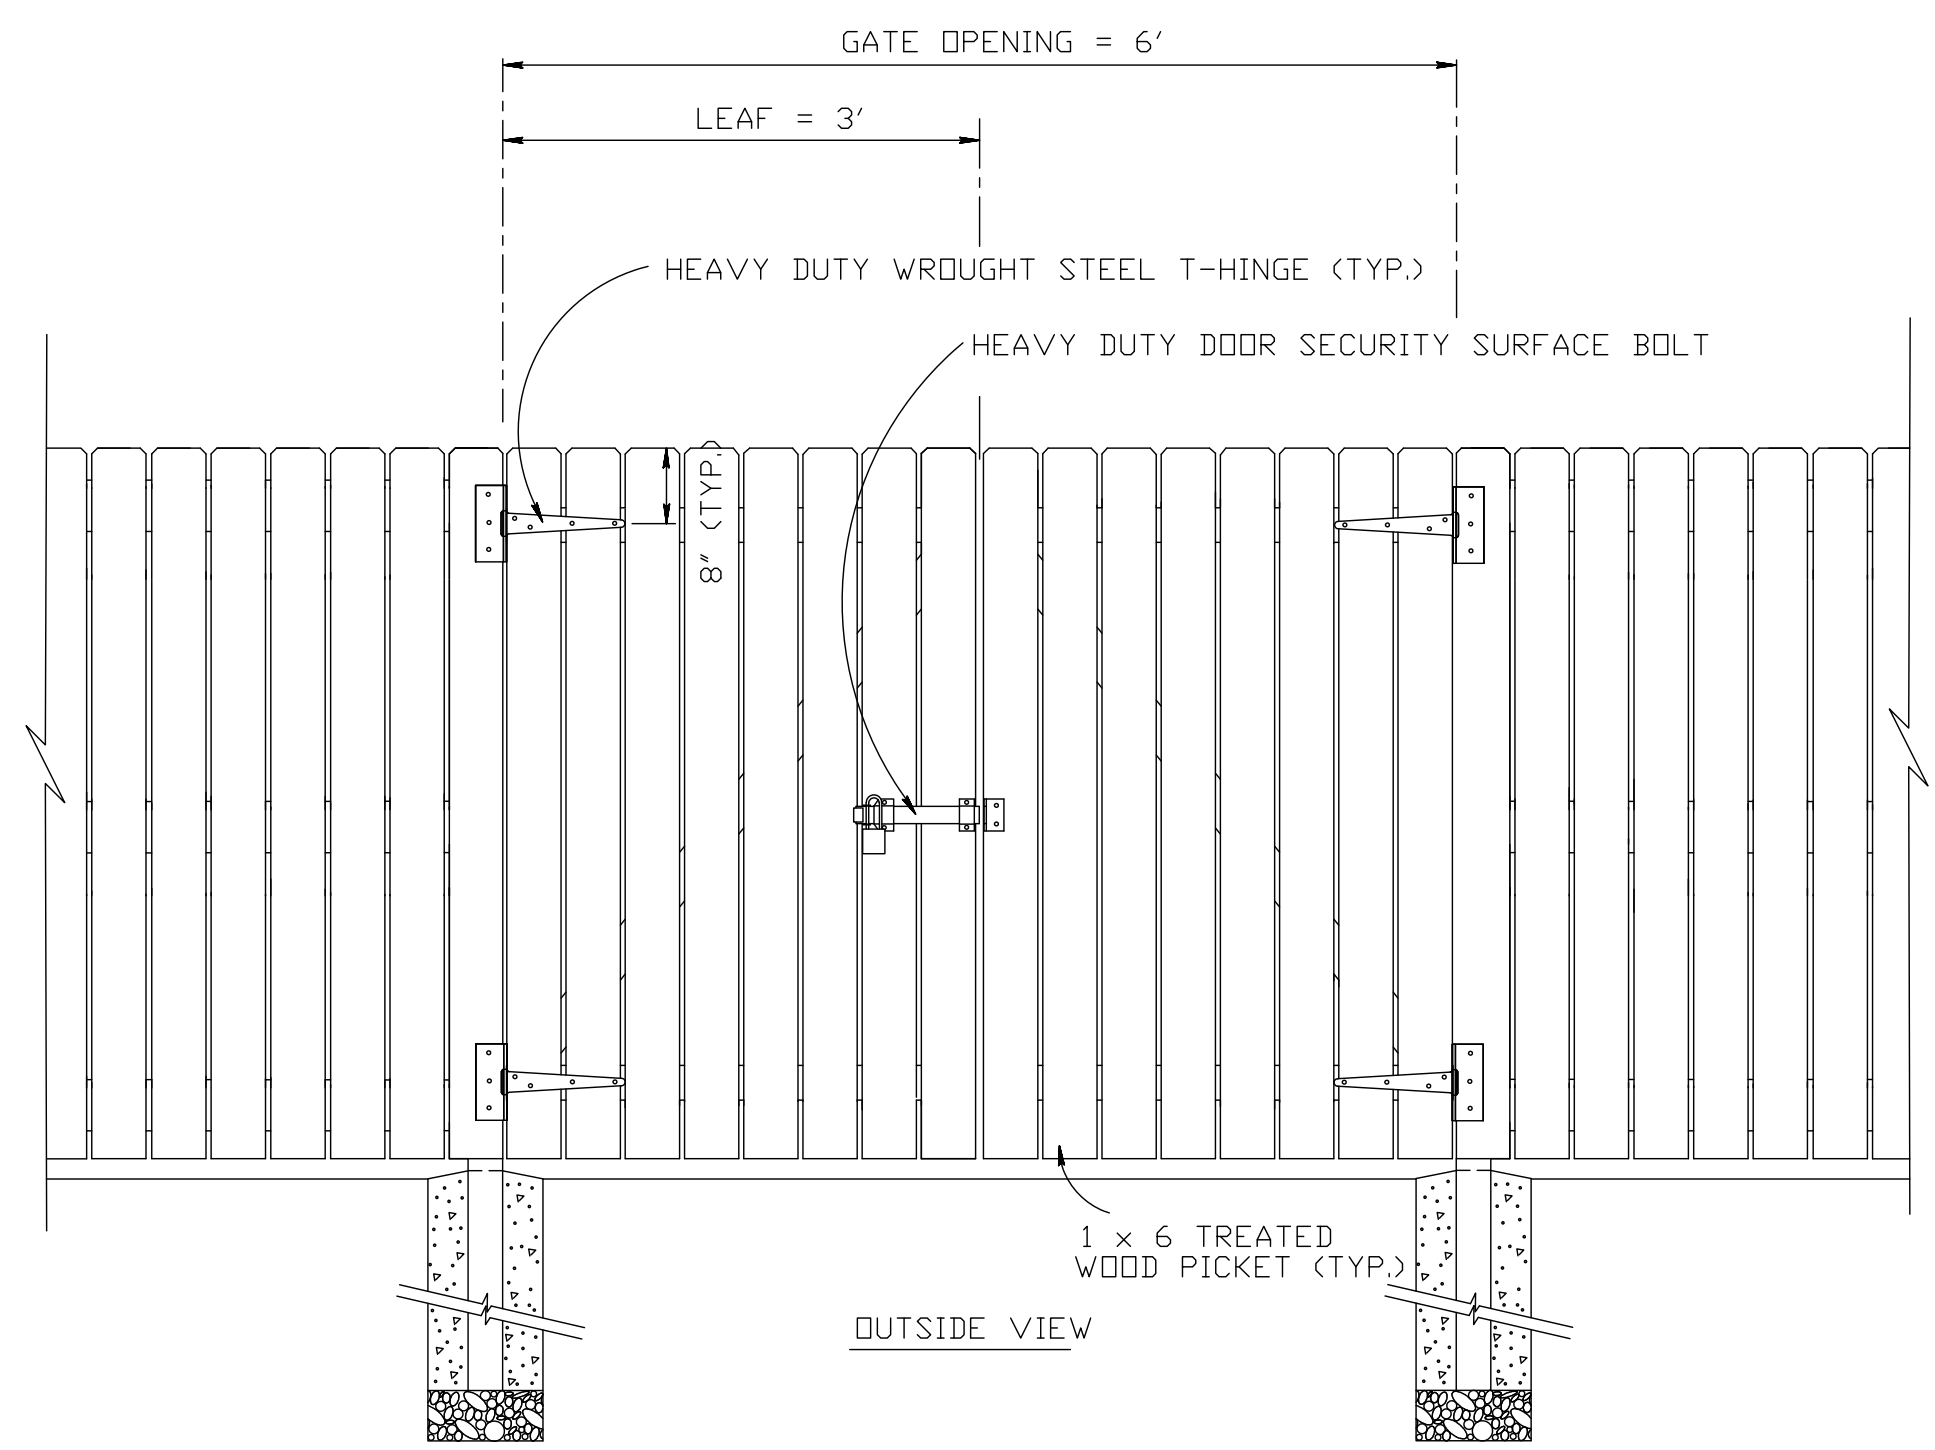 GATE OPENING = 6'
LEAF = 3'
HEAVY DUTY WROUGHT STEEL T-HINGE (TYP.)
HEAVY DUTY DOOR SECURITY SURFACE BOLT
8" (TYP.)
1 x 6 TREATED
WOOD PICKET (TYP.)
OUTSIDE VIEW